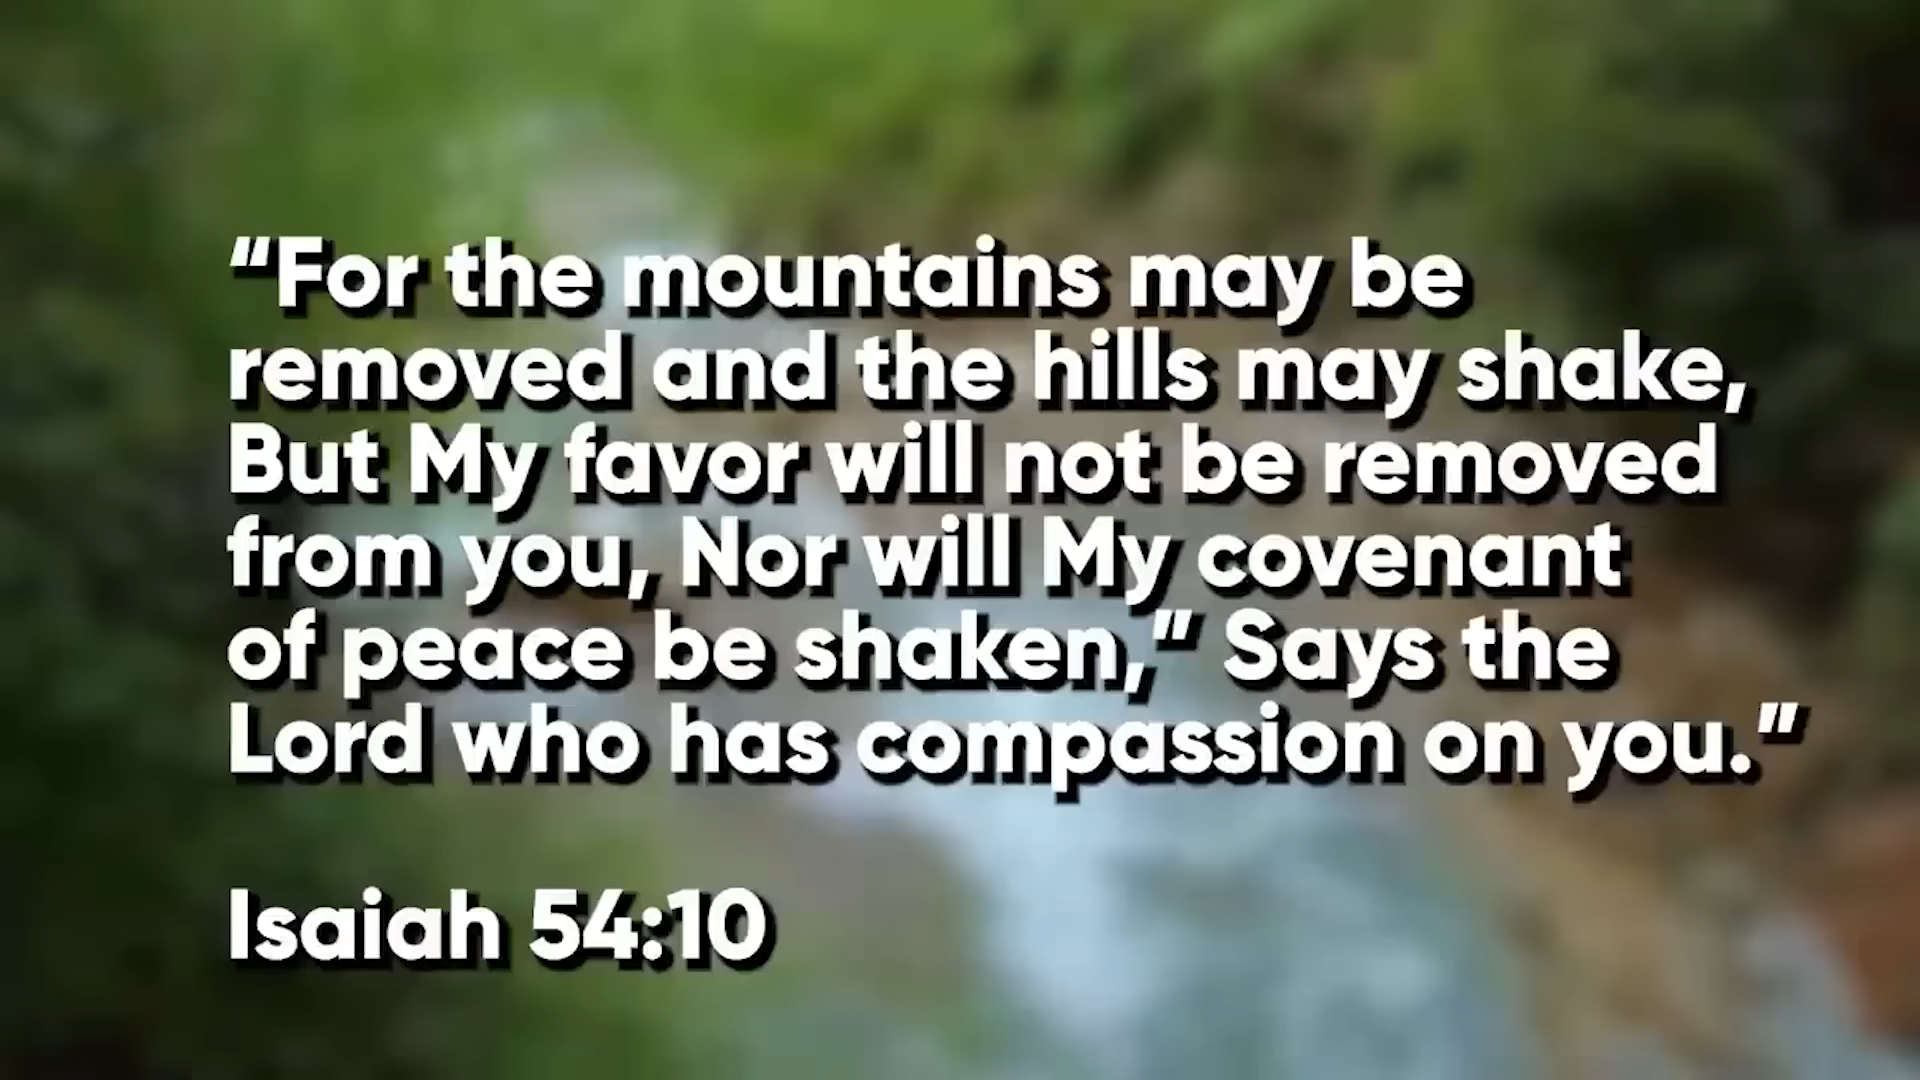 “For the mountains may be
removed and the hills may shake,
But My favor will not be removed
from you, Nor will My covenant
of peace be shaken,” Says the
Lord who has compassion on you.”
Isaiah 54:10